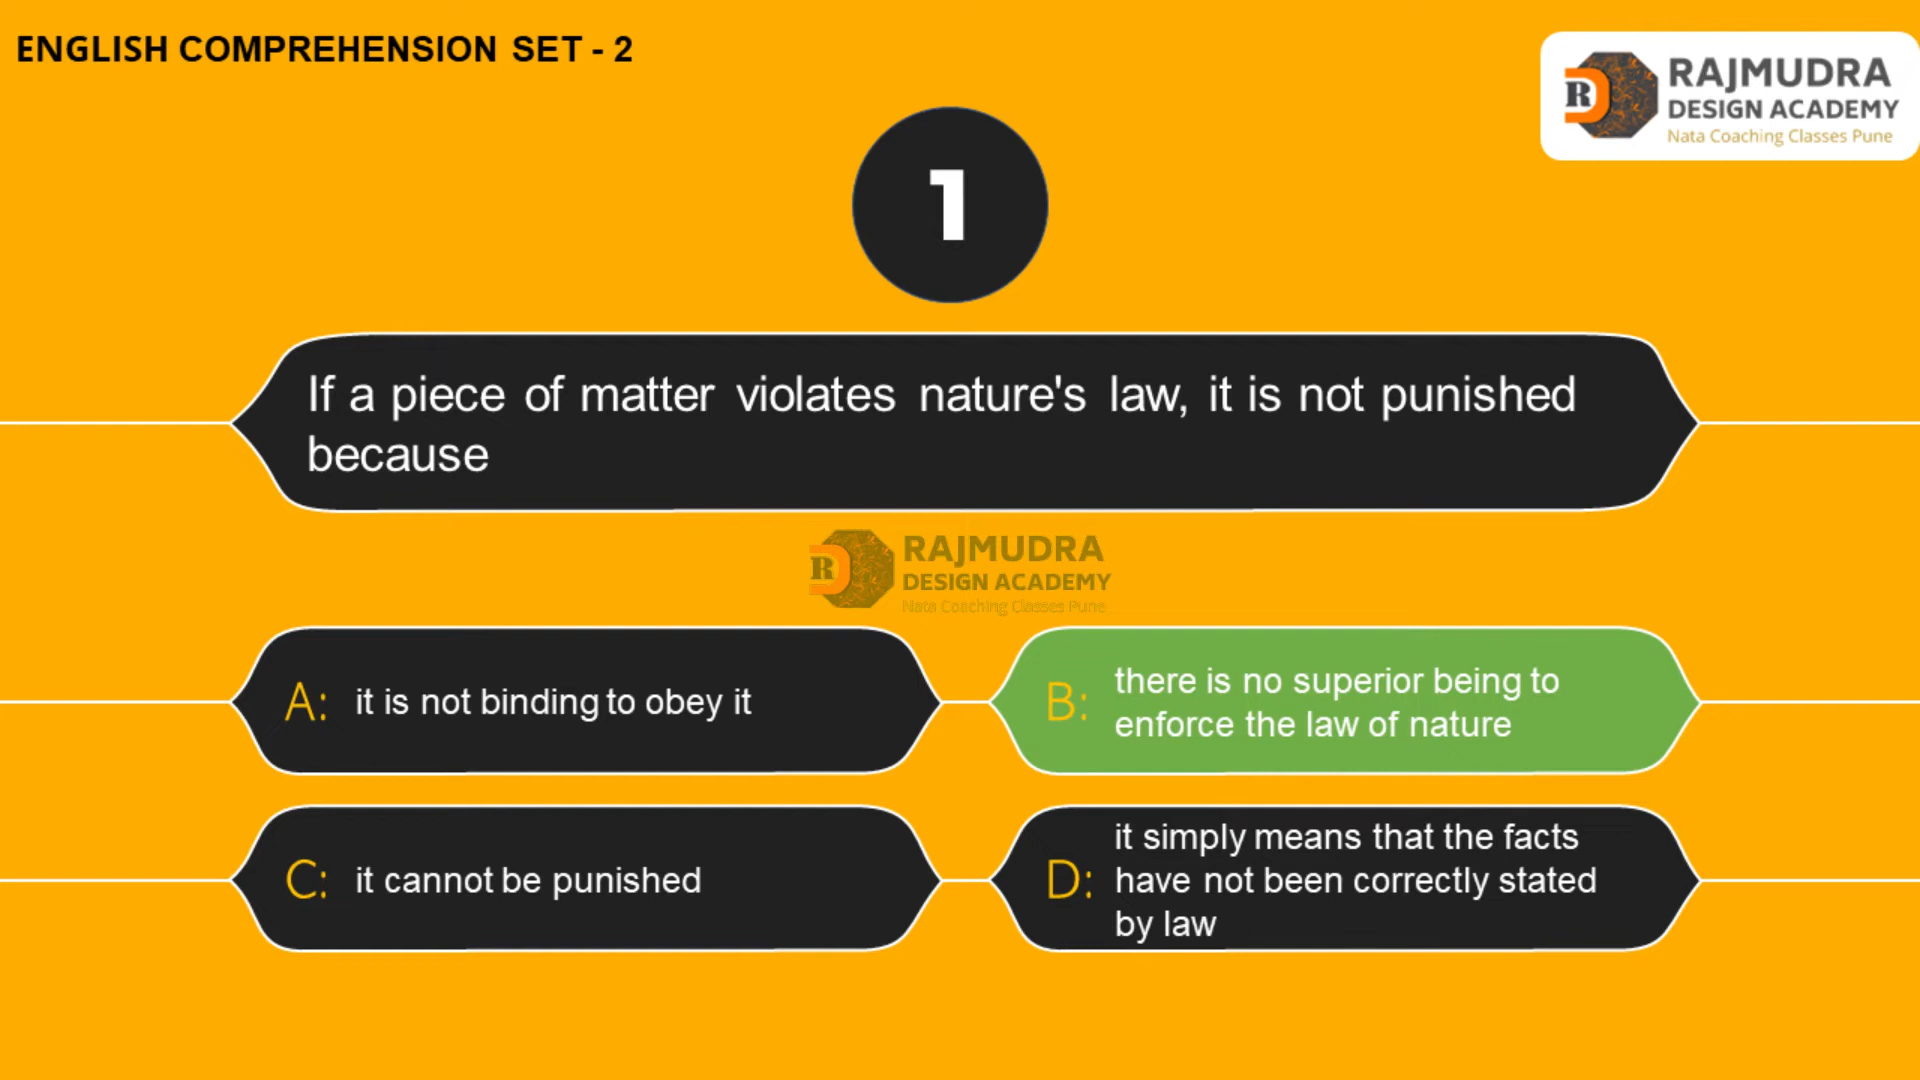 ENGLISH COMPREHENSION SET - 2
R
RAJMUDRA
DESIGN ACADEMY
Nata Coaching Classes Pune
1
If a piece of matter violates nature's law, it is not punished
because
R
RAJMUDRA
DESIGN ACADEMY
Nata Coaching Classes Pune
A: it is not binding to obey it
B: there is no superior being to
enforce the law of nature
C: it cannot be punished
D: it simply means that the facts
have not been correctly stated
by law